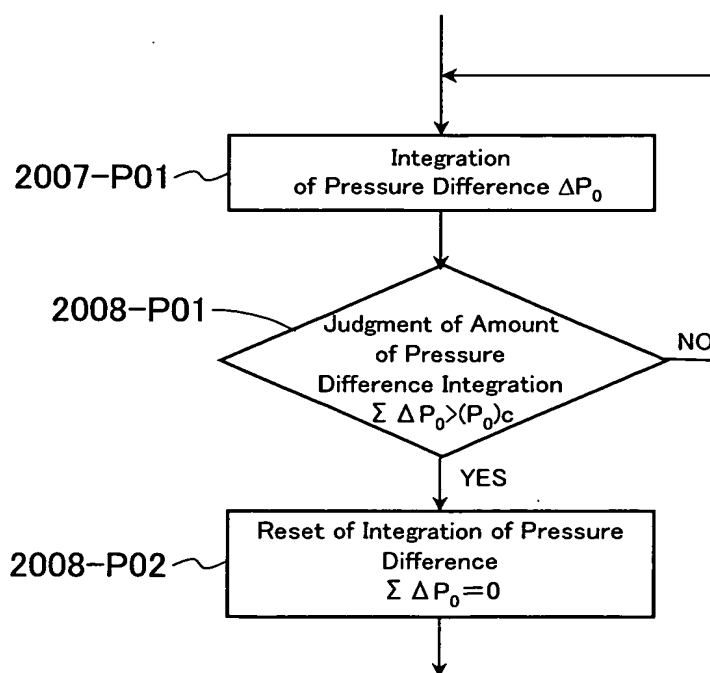 2007-P01
Integration
of Pressure Difference ΔP₀
2008-P01
Judgment of Amount
of Pressure
Difference Integration
Σ ΔP₀>(P₀)c
NO
YES
2008-P02
Reset of Integration of Pressure
Difference
Σ ΔP₀=0